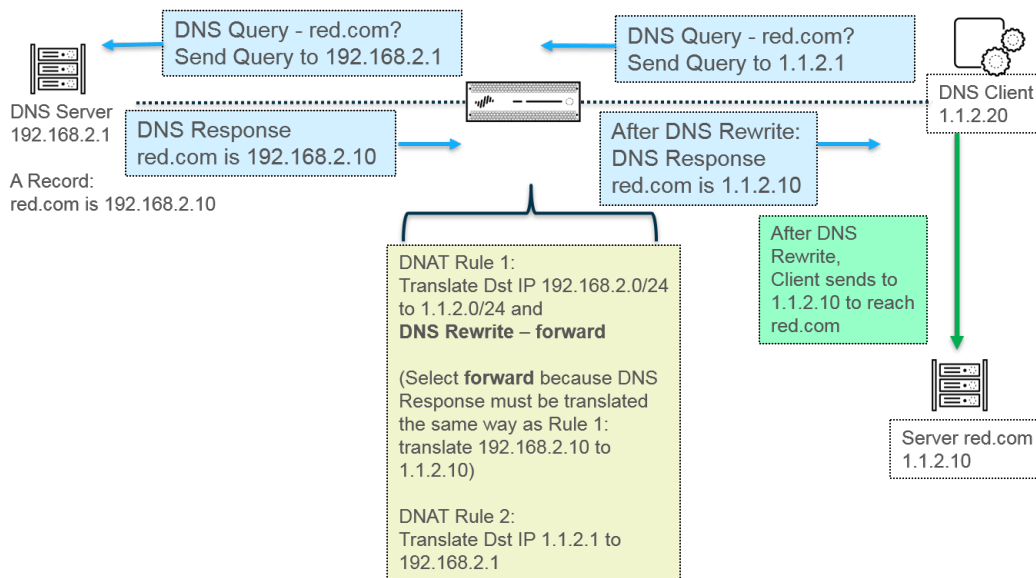 DNS Query - red.com?
Send Query to 192.168.2.1
DNS Query - red.com?
Send Query to 1.1.2.1
DNS Server
192.168.2.1
DNS Client
1.1.2.20
DNS Response
red.com is 192.168.2.10
After DNS Rewrite:
DNS Response
red.com is 1.1.2.10
A Record:
red.com is 192.168.2.10
After DNS
Rewrite,
Client sends to
1.1.2.10 to reach
red.com
DNAT Rule 1:
Translate Dst IP 192.168.2.0/24
to 1.1.2.0/24 and
DNS Rewrite – forward
(Select forward because DNS
Response must be translated
the same way as Rule 1:
translate 192.168.2.10 to
1.1.2.10)
DNAT Rule 2:
Translate Dst IP 1.1.2.1 to
192.168.2.1
Server red.com
1.1.2.10